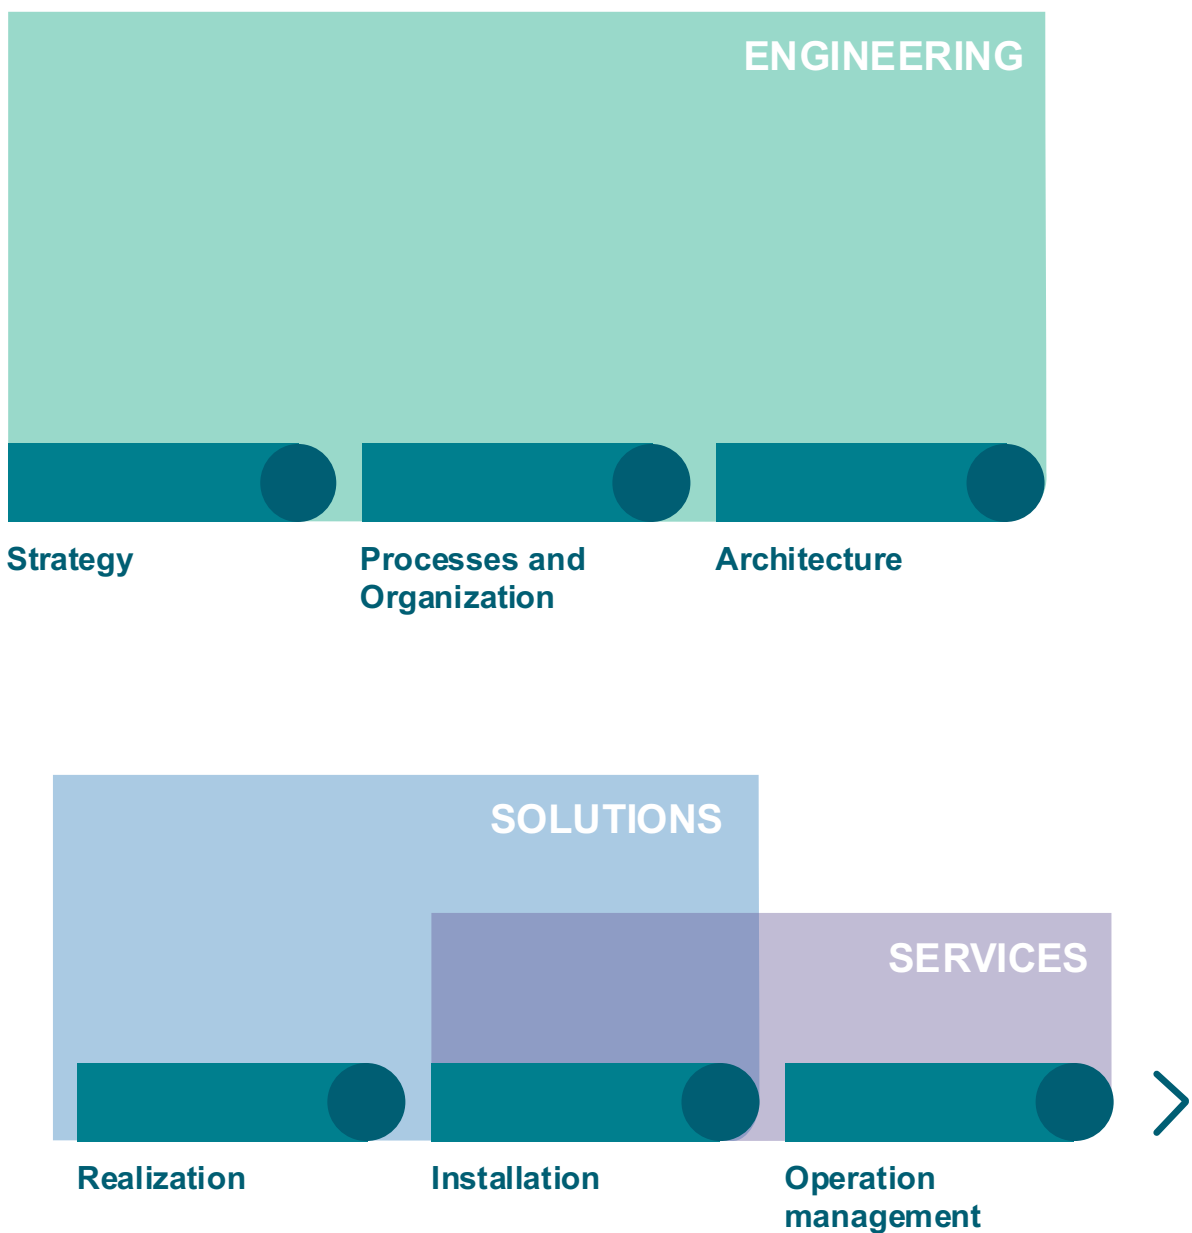 ENGINEERING
Strategy
Processes and
Organization
Architecture
SOLUTIONS
SERVICES
Realization
Installation
Operation
management